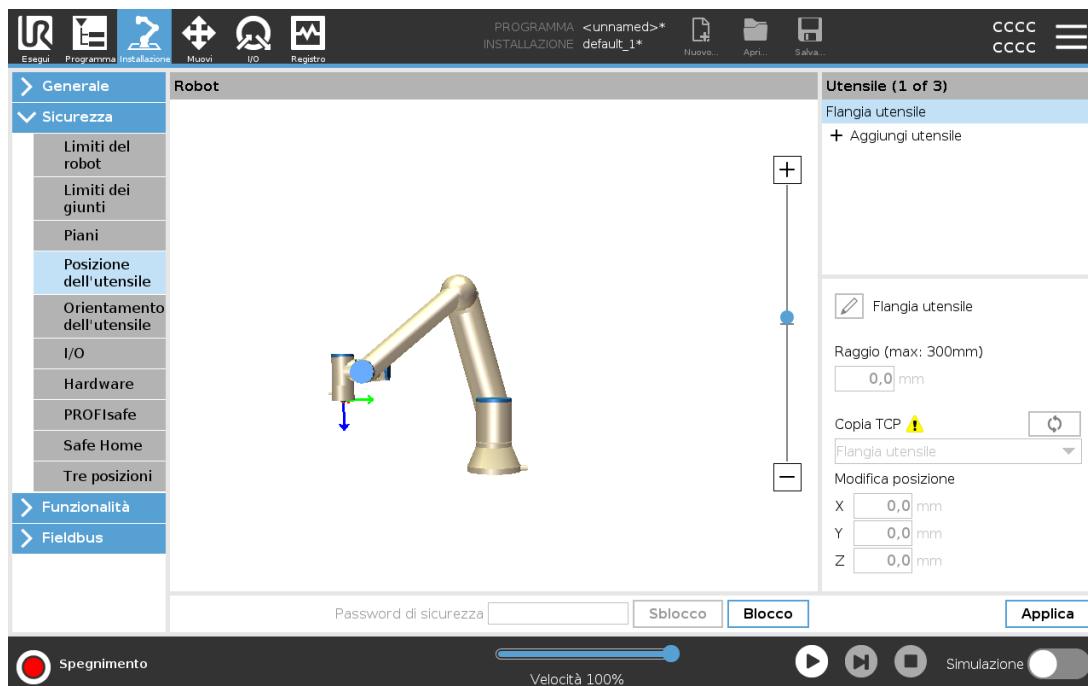 PROGRAMMA <unnamed>*
INSTALLAZIONE default_1*
Esegui
Programma
Installazione
Muovi
I/O
Registro
Nuovo...
Apri...
Salva...
CCCC
CCCC
Generale
Sicurezza
Limiti del
robot
Limiti dei
giunti
Piani
Posizione
dell'utensile
Orientamento
dell'utensile
I/O
Hardware
PROFIsafe
Safe Home
Tre posizioni
Funzionalità
Fieldbus
Robot
Password di sicurezza
Sblocco
Blocco
Utensile (1 of 3)
Flangia utensile
+ Aggiungi utensile
Flangia utensile
Raggio (max: 300mm)
0,0 mm
Copia TCP
Flangia utensile
Modifica posizione
X 0,0 mm
Y 0,0 mm
Z 0,0 mm
Applica
Spegnimento
Velocità 100%
Simulazione